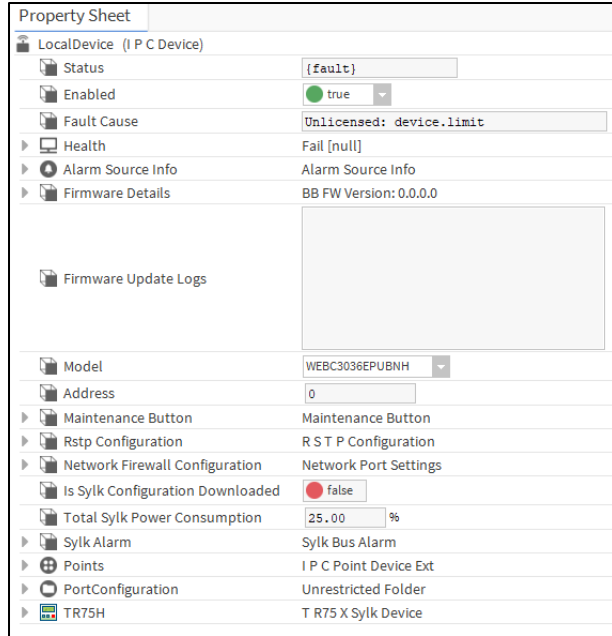 Property Sheet
LocalDevice (I P C Device)
Status {fault}
Enabled true
Fault Cause Unlicensed: device.limit
Health Fail [null]
Alarm Source Info Alarm Source Info
Firmware Details BB FW Version: 0.0.0.0
Firmware Update Logs
Model WEBC3036EPUBNH
Address 0
Maintenance Button Maintenance Button
Rstp Configuration R S T P Configuration
Network Firewall Configuration Network Port Settings
Is Sylk Configuration Downloaded false
Total Sylk Power Consumption 25.00 %
Sylk Alarm Sylk Bus Alarm
Points I P C Point Device Ext
PortConfiguration Unrestricted Folder
TR75H T R75 X Sylk Device